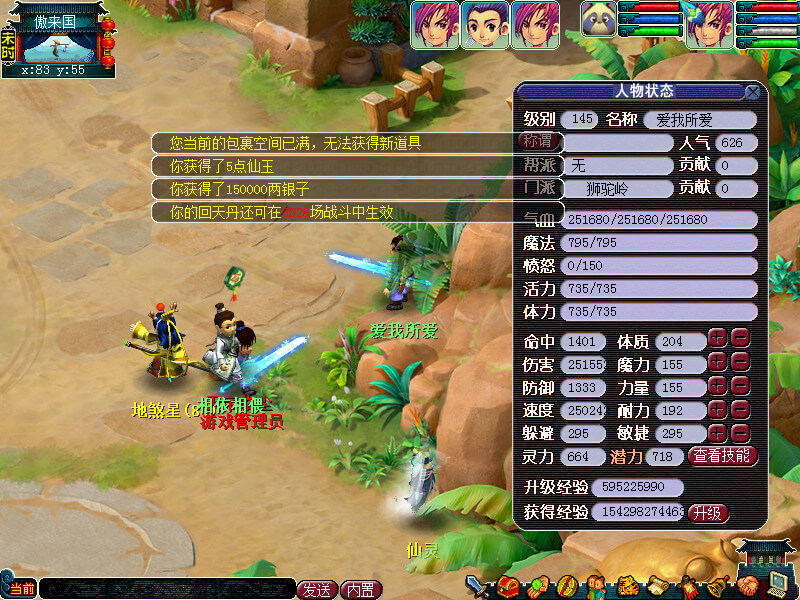 傲来国
未时
x:83 y:55
您当前的包裹空间已满，无法获得新道具
你获得了5点仙玉
你获得了150000两银子
你的回天丹还可在 场战斗中生效
爱我所爱
地煞星(8
相依相偎
游戏管理员
仙灵
人物状态
级别 145 名称 爱我所爱
称谓 人气 626
帮派 无 贡献 0
门派 狮驼岭 贡献 0
气血 251680/251680/251680
魔法 795/795
愤怒 0/150
活力 735/735
体力 735/735
命中 1401 体质 204
伤害 25155 魔力 155
防御 1333 力量 155
速度 25024 耐力 192
躲避 295 敏捷 295
灵力 664 潜力 718 查看技能
升级经验 595225990
获得经验 154298274463 升级
当前 发送 内置